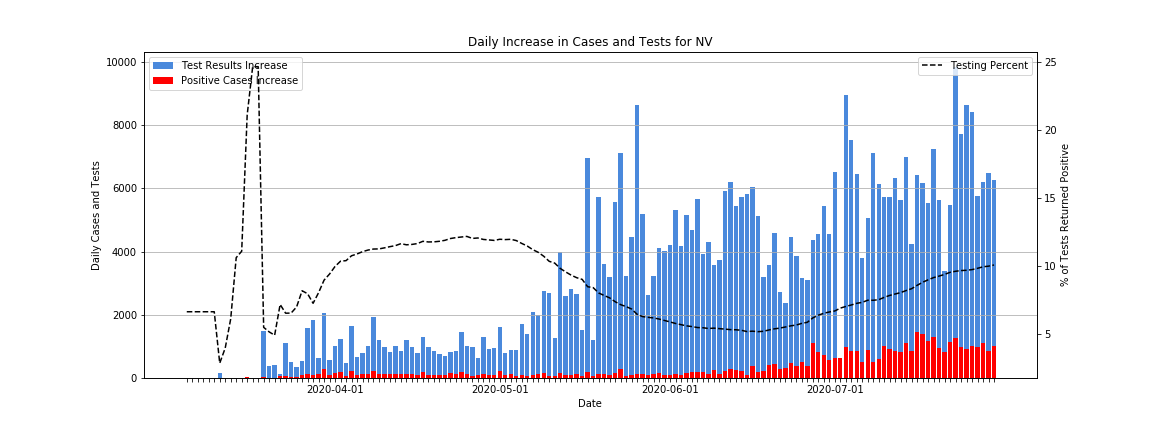 Daily Increase in Cases and Tests for NV
Test Results Increase
Positive Cases Increase
Testing Percent
10000
8000
6000
4000
2000
0
Daily Cases and Tests
25
20
15
10
5
% of Tests Returned Positive
2020-04-01
2020-05-01
2020-06-01
2020-07-01
Date